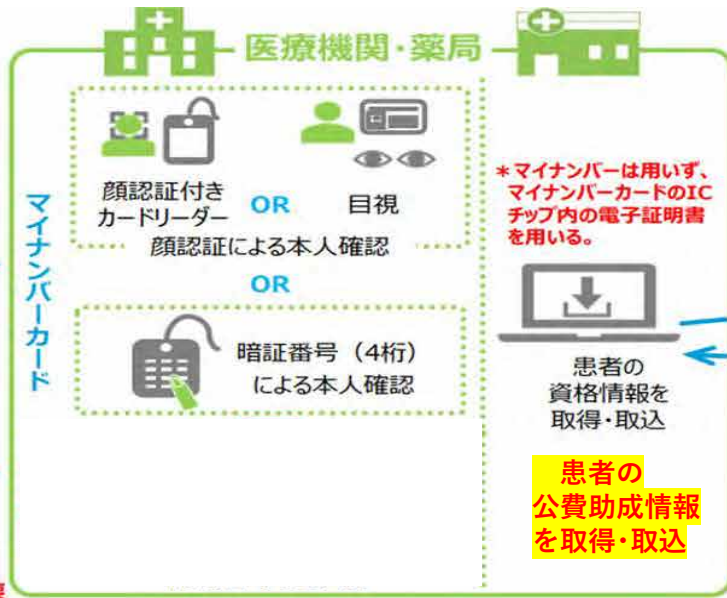 医療機関・薬局
マイナンバーカード
顔認証付き
カードリーダー
OR
目視
顔認証による本人確認
OR
暗証番号（4桁）
による本人確認
＊マイナンバーは用いず、
マイナンバーカードのIC
チップ内の電子証明書
を用いる。
患者の
資格情報を
取得・取込
患者の
公費助成情報
を取得・取込